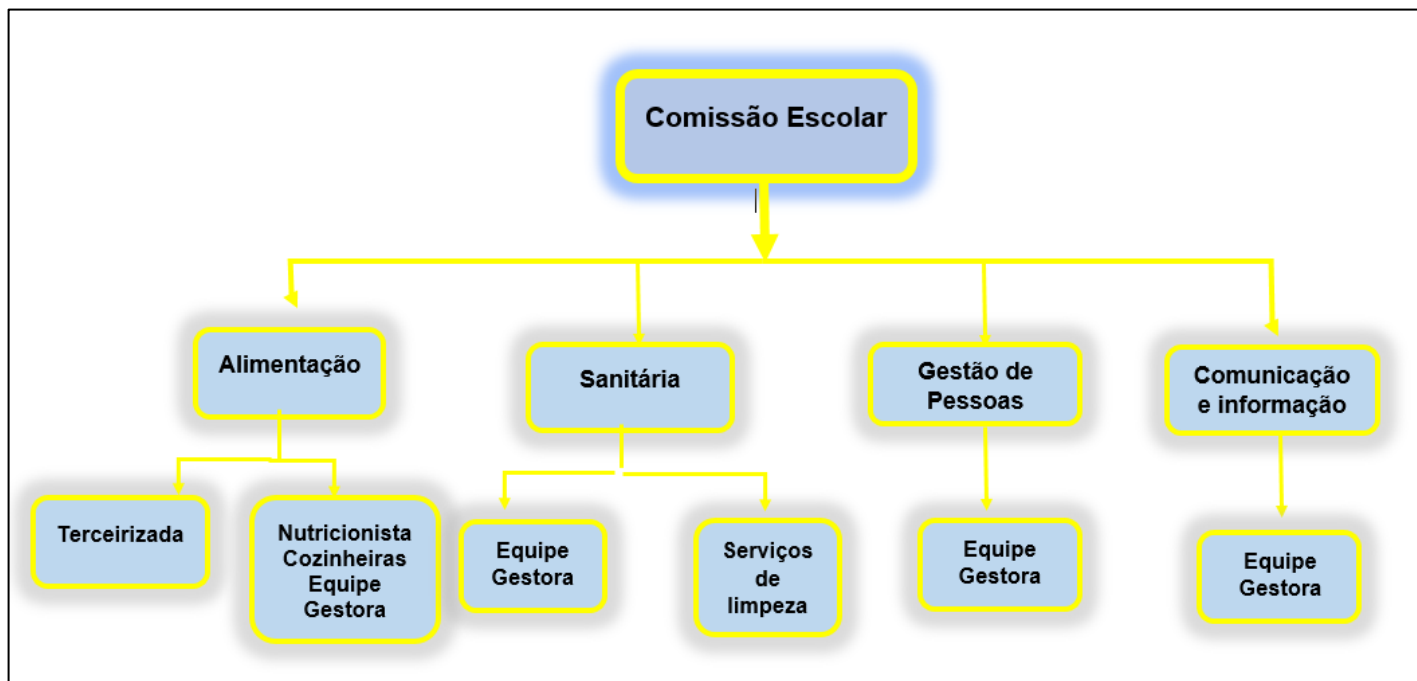 Comissão Escolar
Alimentação
Sanitária
Gestão de
Pessoas
Comunicação
e informação
Terceirizada
Nutricionista
Cozinheiras
Equipe
Gestora
Equipe
Gestora
Serviços
de
limpeza
Equipe
Gestora
Equipe
Gestora